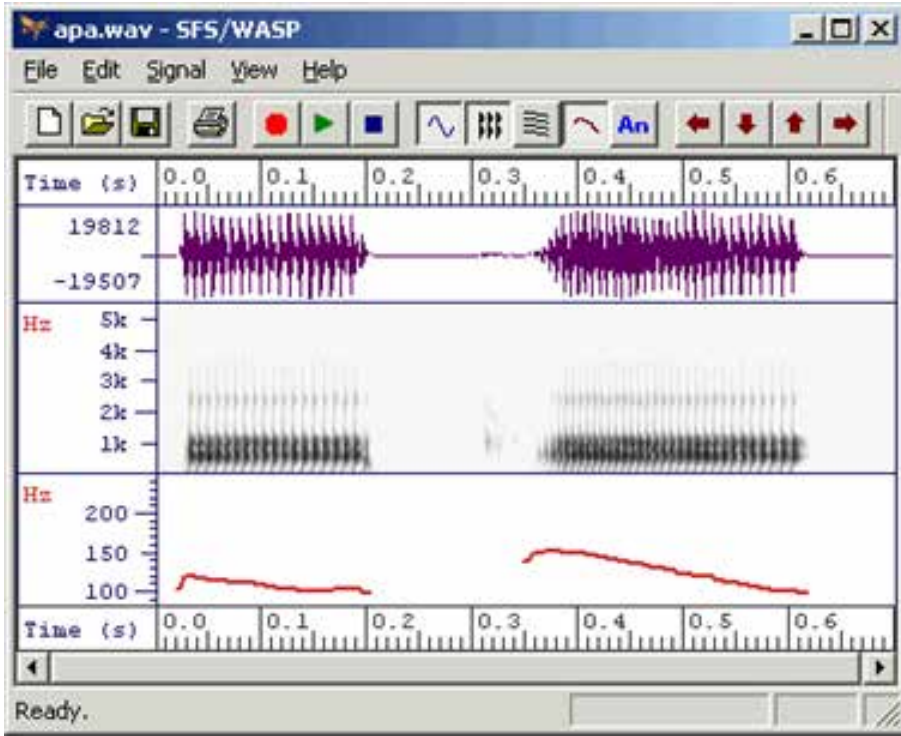 apa.wav - SFS/WASP
File Edit Signal View Help
An
Time (s) 0.0 0.1 0.2 0.3 0.4 0.5 0.6
19812
-19507
Hz 5k
4k
3k
2k
1k
Hz
200
150
100
Time (s) 0.0 0.1 0.2 0.3 0.4 0.5 0.6
Ready.